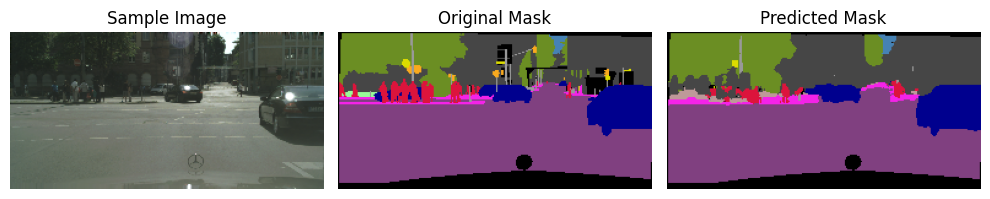 Sample Image
Original Mask
Predicted Mask